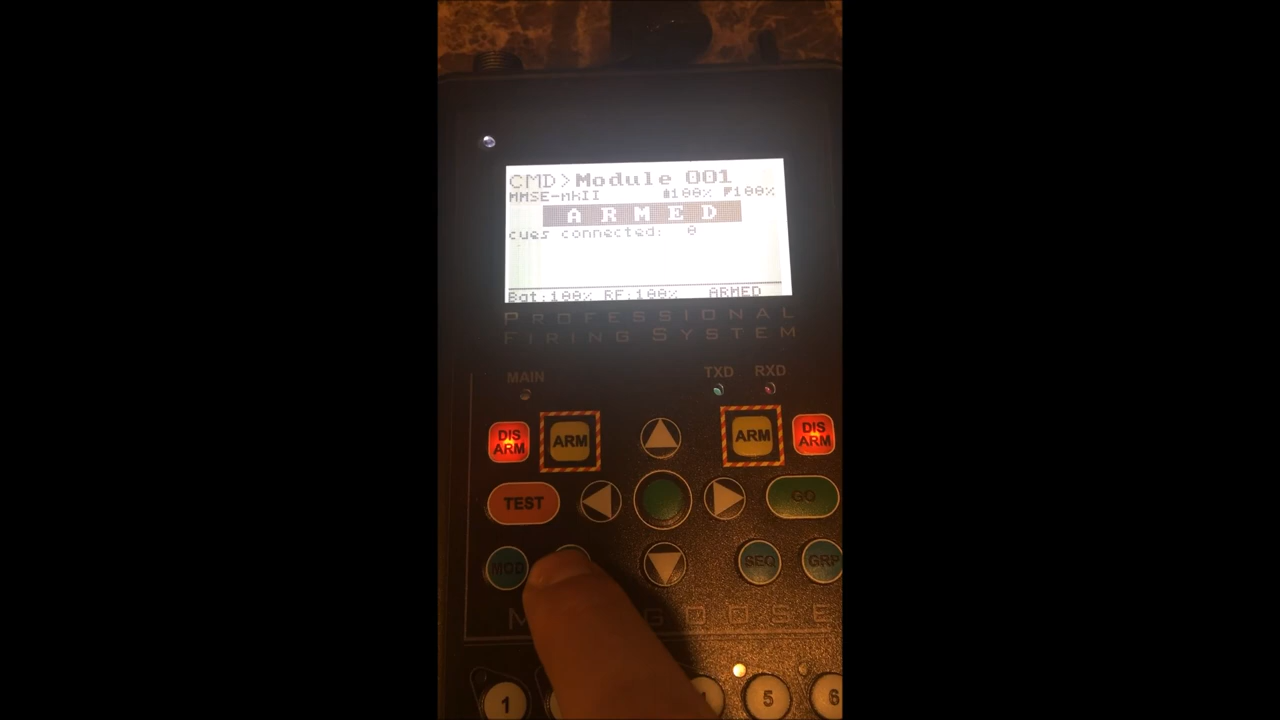 CMD>Module 001
MMSE-mkII 100% 100%
ARMED
cues connected: 0
Bat:100% RF:100% ARMED
PROFESSIONAL
FIRING SYSTEM
MAIN TXD RXD
DIS ARM ARM ARM DIS ARM
TEST GO
MOD SEQ GRP
M GOOSE
1 5 6